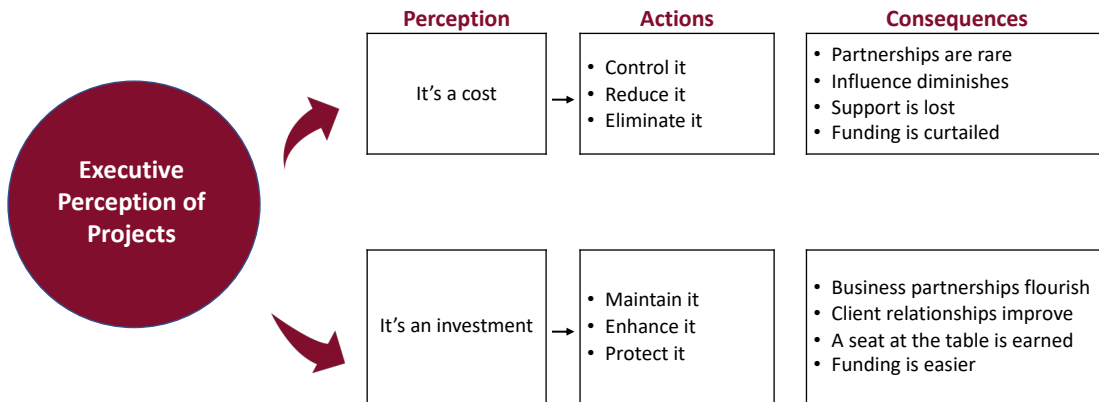 Perception
Actions
Consequences
Executive
Perception of
Projects
It’s a cost
• Control it
• Reduce it
• Eliminate it
• Partnerships are rare
• Influence diminishes
• Support is lost
• Funding is curtailed
It’s an investment
• Maintain it
• Enhance it
• Protect it
• Business partnerships flourish
• Client relationships improve
• A seat at the table is earned
• Funding is easier